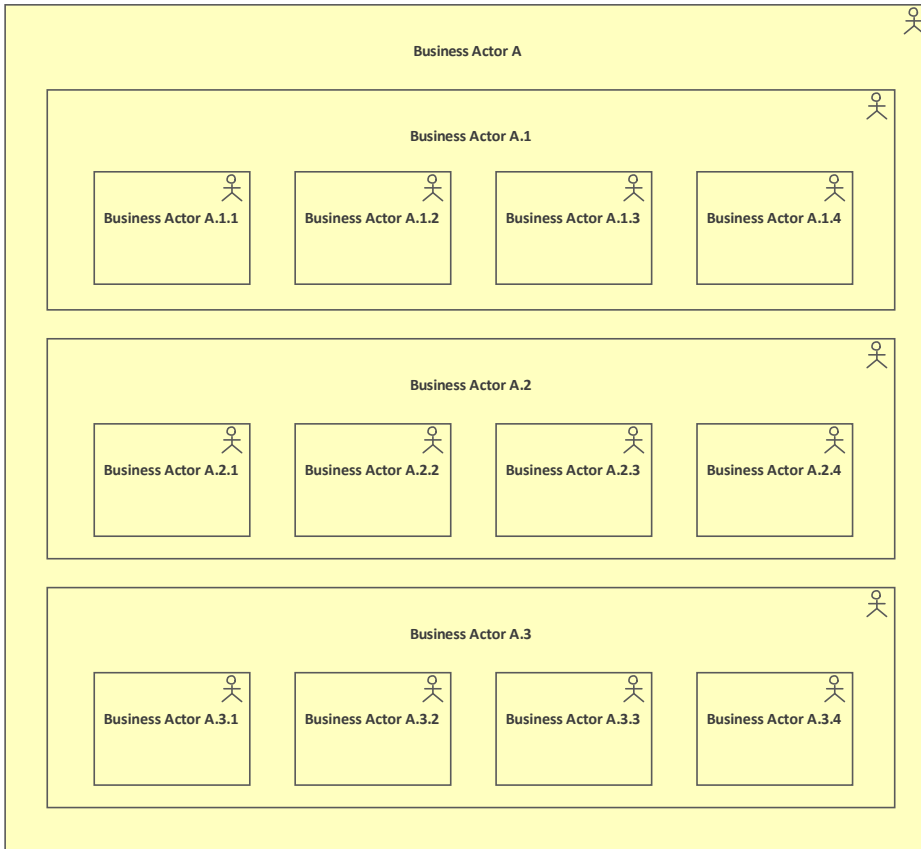 Business Actor A
Business Actor A.1
Business Actor A.1.1
Business Actor A.1.2
Business Actor A.1.3
Business Actor A.1.4
Business Actor A.2
Business Actor A.2.1
Business Actor A.2.2
Business Actor A.2.3
Business Actor A.2.4
Business Actor A.3
Business Actor A.3.1
Business Actor A.3.2
Business Actor A.3.3
Business Actor A.3.4